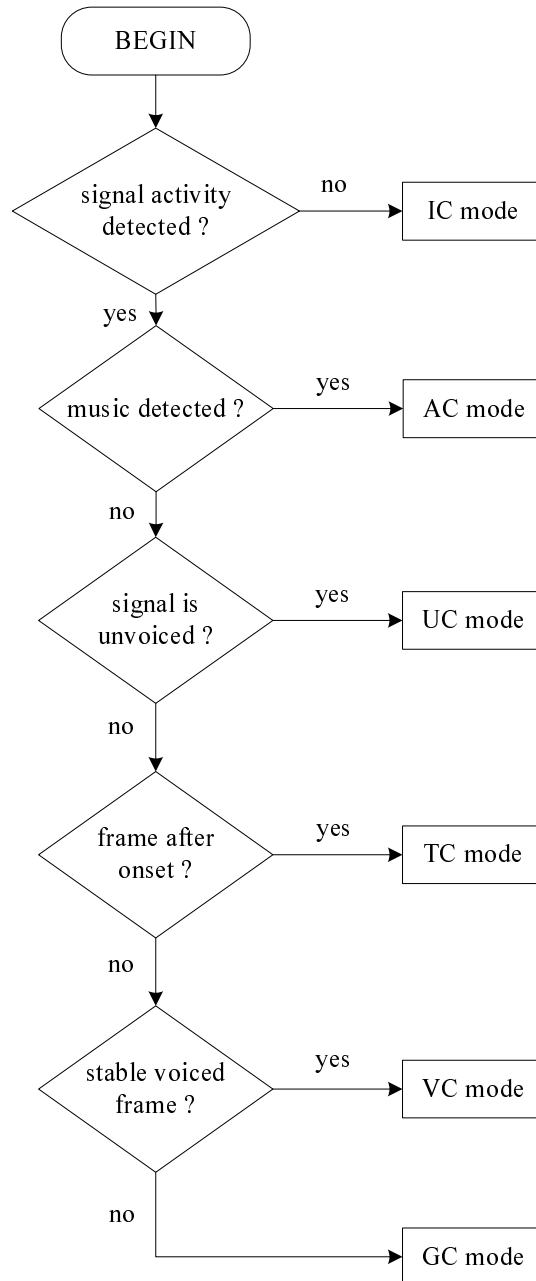 BEGIN
signal activity
detected ?
no
IC mode
yes
music detected ?
yes
AC mode
no
signal is
unvoiced ?
yes
UC mode
no
frame after
onset ?
yes
TC mode
no
stable voiced
frame ?
yes
VC mode
no
GC mode